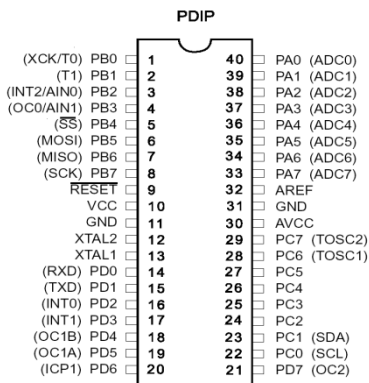 PDIP
(XCK/T0) PB0 1 40 PA0 (ADC0)
(T1) PB1 2 39 PA1 (ADC1)
(INT2/AIN0) PB2 3 38 PA2 (ADC2)
(OC0/AIN1) PB3 4 37 PA3 (ADC3)
(SS) PB4 5 36 PA4 (ADC4)
(MOSI) PB5 6 35 PA5 (ADC5)
(MISO) PB6 7 34 PA6 (ADC6)
(SCK) PB7 8 33 PA7 (ADC7)
RESET 9 32 AREF
VCC 10 31 GND
GND 11 30 AVCC
XTAL2 12 29 PC7 (TOSC2)
XTAL1 13 28 PC6 (TOSC1)
(RXD) PD0 14 27 PC5
(TXD) PD1 15 26 PC4
(INT0) PD2 16 25 PC3
(INT1) PD3 17 24 PC2
(OC1B) PD4 18 23 PC1 (SDA)
(OC1A) PD5 19 22 PC0 (SCL)
(ICP1) PD6 20 21 PD7 (OC2)